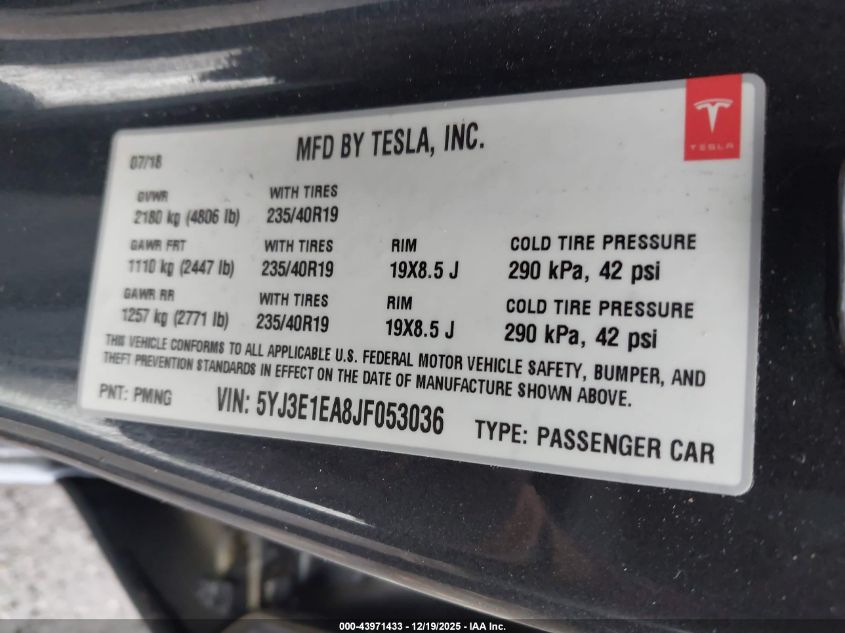 07/18
MFD BY TESLA, INC.
TESLA
GVWR WITH TIRES
2180 kg (4806 lb) 235/40R19
GAWR FRT WITH TIRES RIM COLD TIRE PRESSURE
1110 kg (2447 lb) 235/40R19 19X8.5 J 290 kPa, 42 psi
GAWR RR WITH TIRES RIM COLD TIRE PRESSURE
1257 kg (2771 lb) 235/40R19 19X8.5 J 290 kPa, 42 psi
THIS VEHICLE CONFORMS TO ALL APPLICABLE U.S. FEDERAL MOTOR VEHICLE SAFETY, BUMPER, AND
THEFT PREVENTION STANDARDS IN EFFECT ON THE DATE OF MANUFACTURE SHOWN ABOVE.
PNT: PMNG VIN: 5YJ3E1EA8JF053036 TYPE: PASSENGER CAR
000-43971433 - 12/19/2025 - IAA Inc.